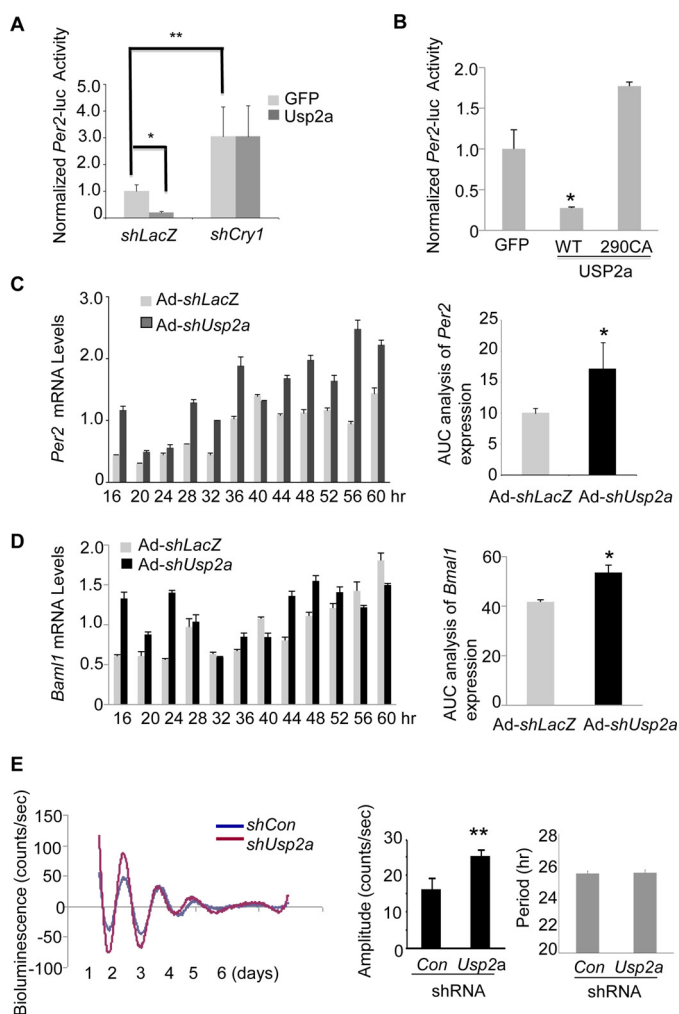 A
**
Normalized Per2-luc Activity
5.0
4.0
3.0
2.0
1.0
0
*
GFP
Usp2a
shLacZ
shCry1
B
Normalized Per2-luc Activity
2.0
1.5
1.0
0.5
0
*
GFP
WT
290CA
USP2a
C
Per2 mRNA Levels
3.0
2.0
1.0
0
Ad-shLacZ
Ad-shUsp2a
16 20 24 28 32 36 40 44 48 52 56 60 hr
AUC analysis of Per2
expression
25
20
15
10
5
0
*
Ad-shLacZ
Ad-shUsp2a
D
Baml1 mRNA Levels
2.0
1.5
1.0
0.5
0
Ad-shLacZ
Ad-shUsp2a
16 20 24 28 32 36 40 44 48 52 56 60 hr
AUC analysis of Bmal1
expression
60
40
20
0
*
Ad-shLacZ
Ad-shUsp2a
E
Bioluminescence (counts/sec)
150
100
50
0
-50
-100
shCon
shUsp2a
1 2 3 4 5 6 (days)
Amplitude (counts/sec)
30
20
10
0
**
Con
Usp2a
shRNA
Period (hr)
28
26
24
22
20
Con
Usp2a
shRNA